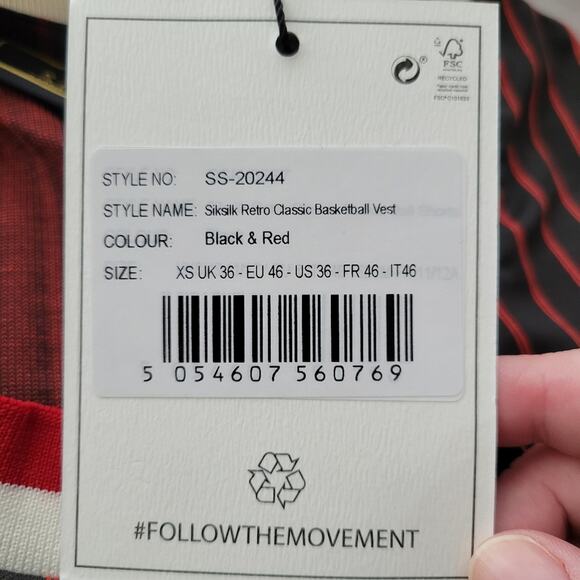 FSC
RECYCLED
STYLE NO: SS-20244
STYLE NAME: Siksilk Retro Classic Basketball Vest
COLOUR: Black & Red
SIZE: XS UK 36 - EU 46 - US 36 - FR 46 - IT46
5 054607 560769
#FOLLOWTHEMOVEMENT